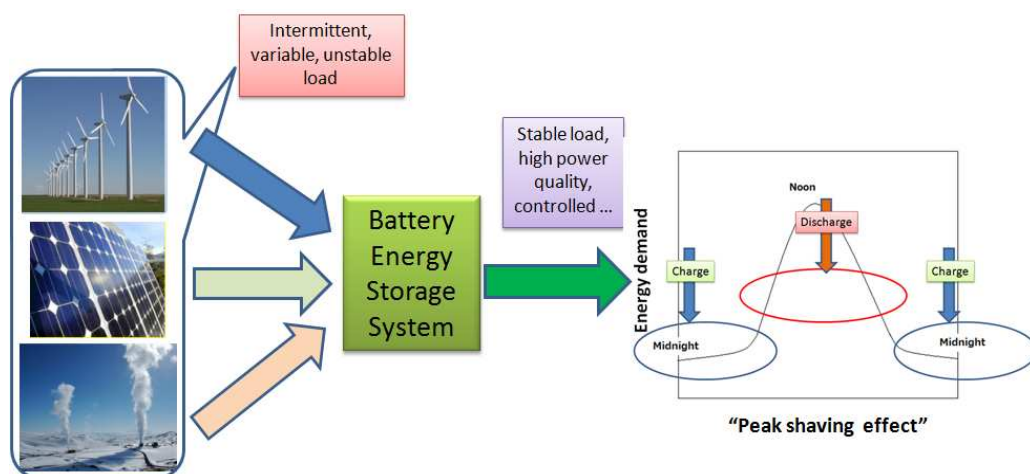 Intermittent,
variable, unstable
load
Stable load,
high power
quality,
controlled ...
Battery
Energy
Storage
System
Energy demand
Noon
Discharge
Charge
Charge
Midnight
Midnight
“Peak shaving effect”